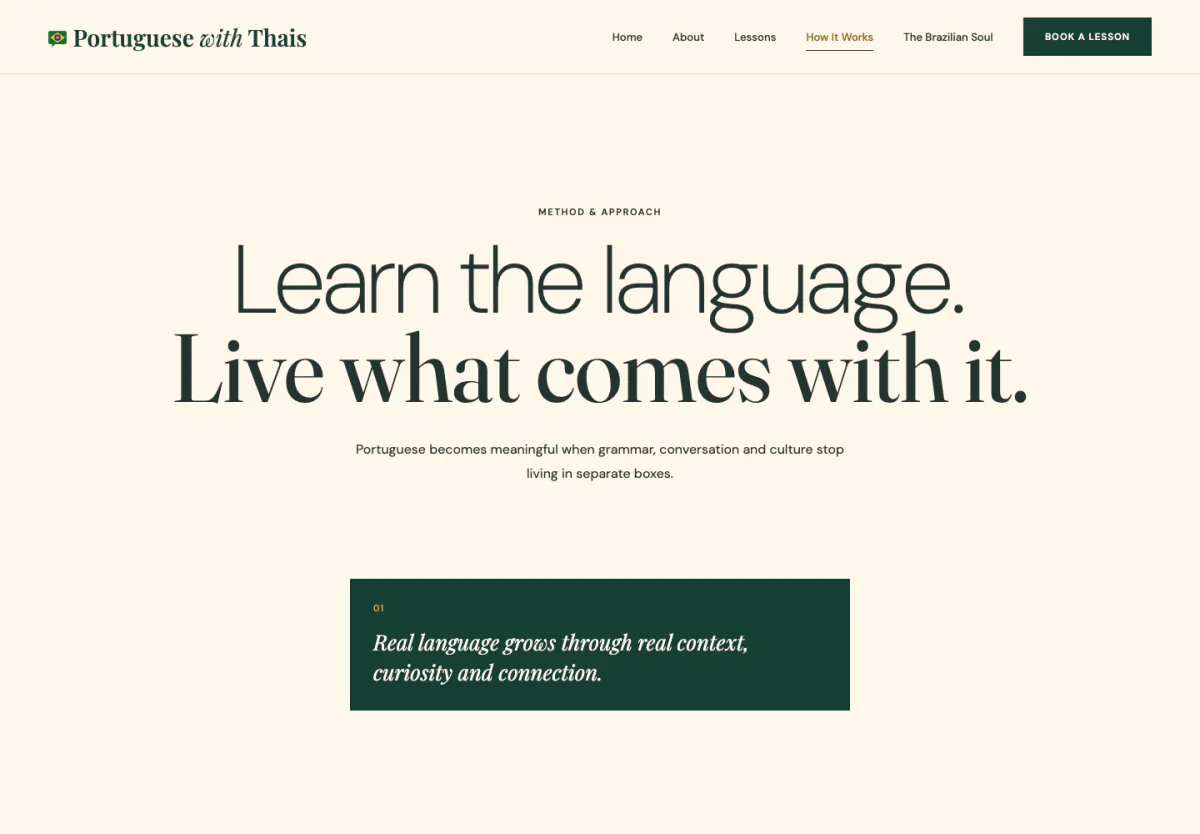 Portuguese with Thais
Home
About
Lessons
How It Works
The Brazilian Soul
BOOK A LESSON
METHOD & APPROACH
Learn the language.
Live what comes with it.
Portuguese becomes meaningful when grammar, conversation and culture stop
living in separate boxes.
01
Real language grows through real context,
curiosity and connection.